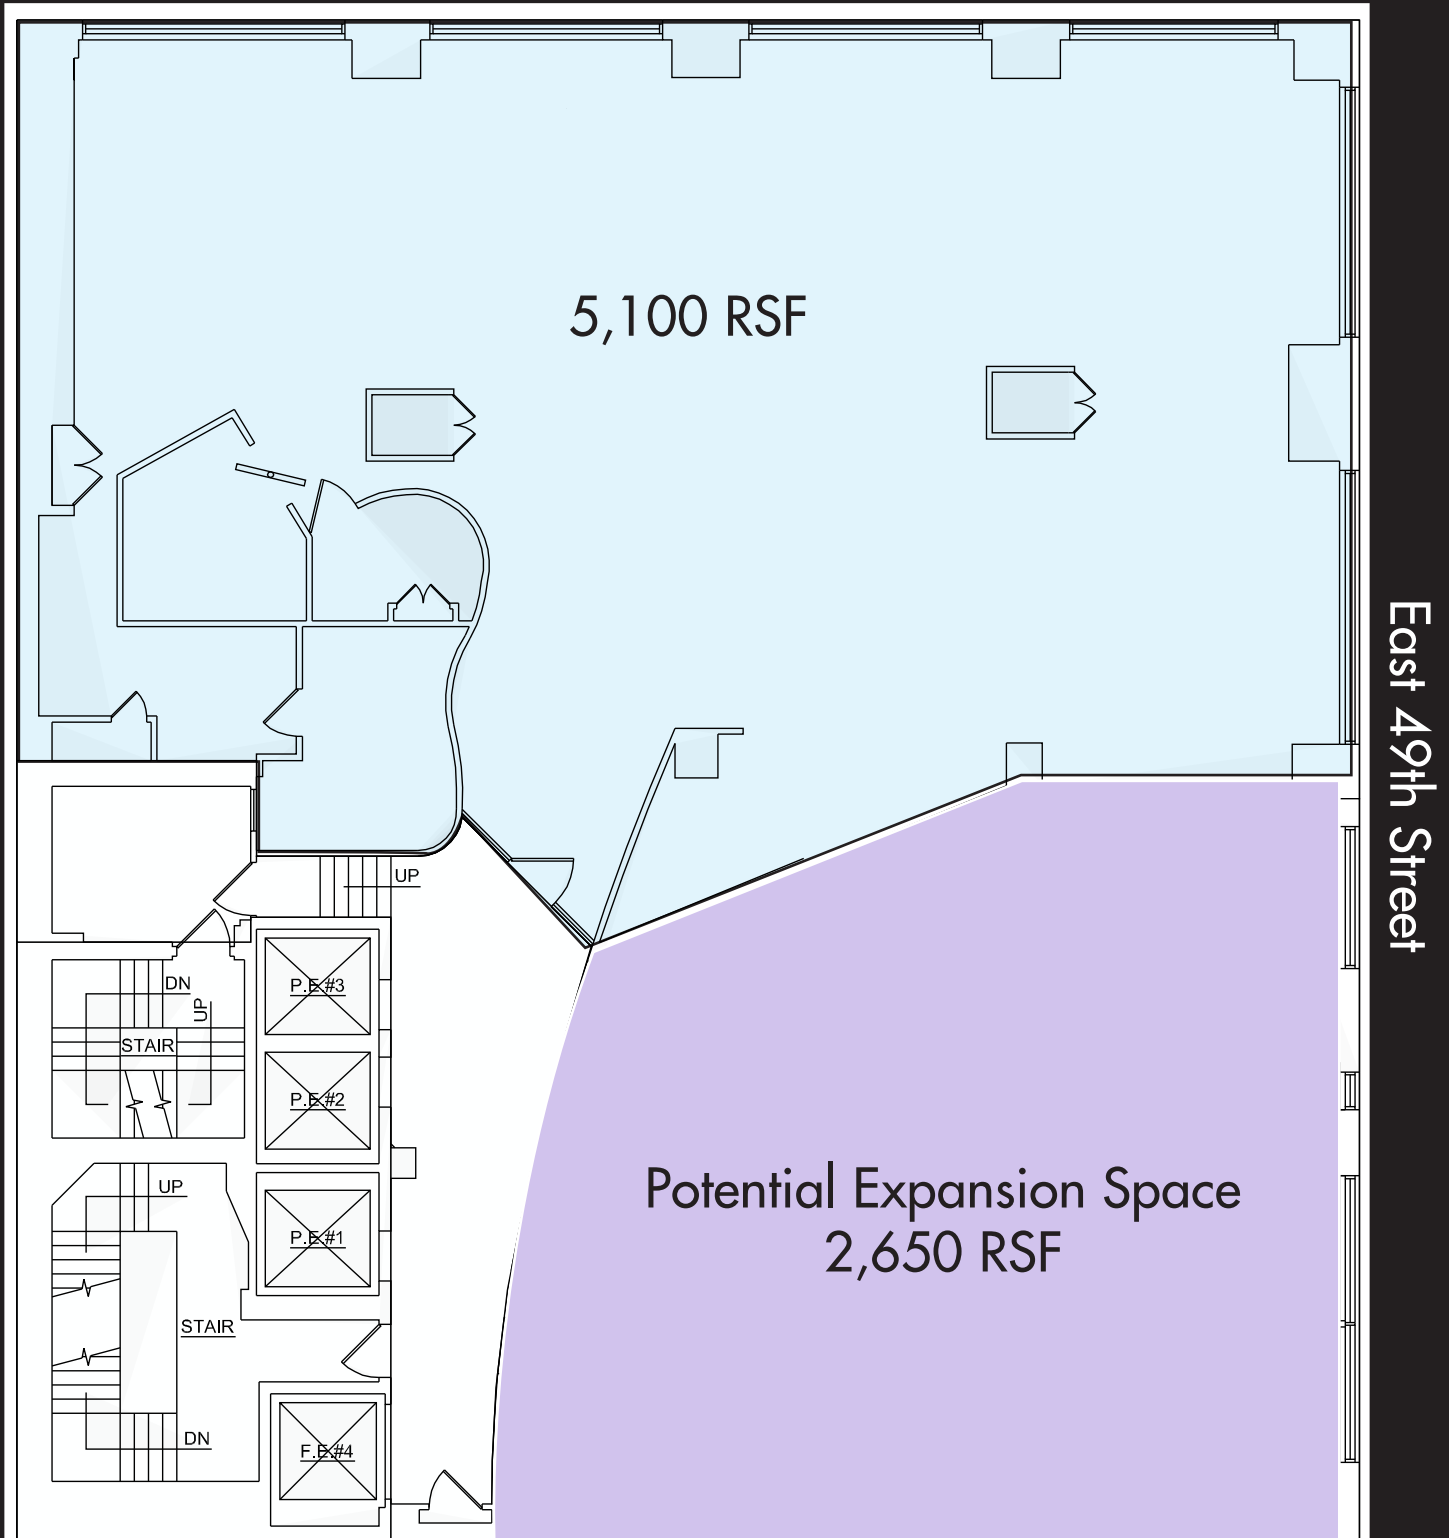 5,100 RSF
East 49th Street
UP
P.E.#3
DN
UP
STAIR
P.E.#2
Potential Expansion Space
2,650 RSF
UP
P.E.#1
STAIR
DN
F.E.#4